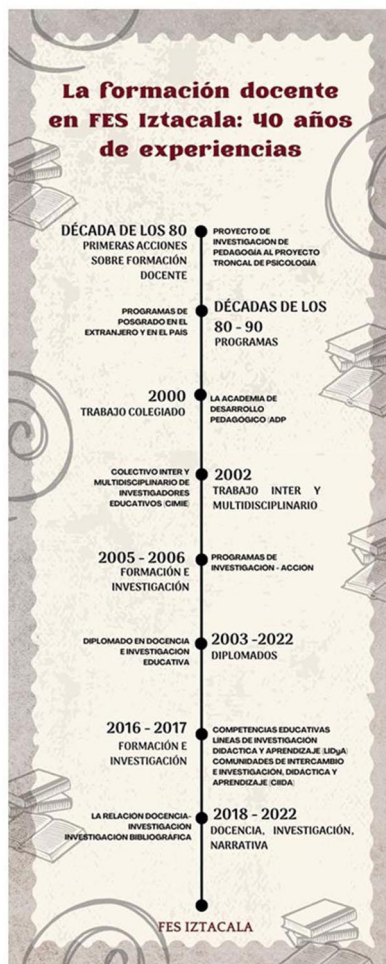 La formación docente
en FES Iztacala: 40 años
de experiencias
DÉCADA DE LOS 80
PRIMERAS ACCIONES
SOBRE FORMACIÓN
DOCENTE
PROYECTO DE
INVESTIGACIÓN DE
PEDAGOGÍA AL PROYECTO
TRONCAL DE PSICOLOGÍA
PROGRAMAS DE
POSGRADO EN EL
EXTRANJERO Y EN EL PAÍS
DÉCADAS DE LOS
80 - 90
PROGRAMAS
2000
TRABAJO COLEGIADO
LA ACADEMIA DE
DESARROLLO
PEDAGÓGICO (ADP
COLECTIVO INTER Y
MULTIDISCIPLINARIO DE
INVESTIGADORES
EDUCATIVOS (CIMIE)
2002
TRABAJO INTER Y
MULTIDISCIPLINARIO
2005 - 2006
FORMACIÓN E
INVESTIGACIÓN
PROGRAMAS DE
INVESTIGACIÓN - ACCIÓN
DIPLOMADO EN DOCENCIA
E INVESTIGACIÓN
EDUCATIVA
2003 -2022
DIPLOMADOS
2016 - 2017
FORMACIÓN E
INVESTIGACIÓN
COMPETENCIAS EDUCATIVAS
LINEAS DE INVESTIGACIÓN
DIDÁCTICA Y APRENDIZAJE (LIDyA)
COMUNIDADES DE INTERCAMBIO
E INVESTIGACIÓN, DIDÁCTICA Y
APRENDIZAJE (CIIDA)
LA RELACIÓN DOCENCIA-
INVESTIGACIÓN
INVESTIGACIÓN BIBLIOGRÁFICA
2018 - 2022
DOCENCIA, INVESTIGACIÓN,
NARRATIVA
FES IZTACALA